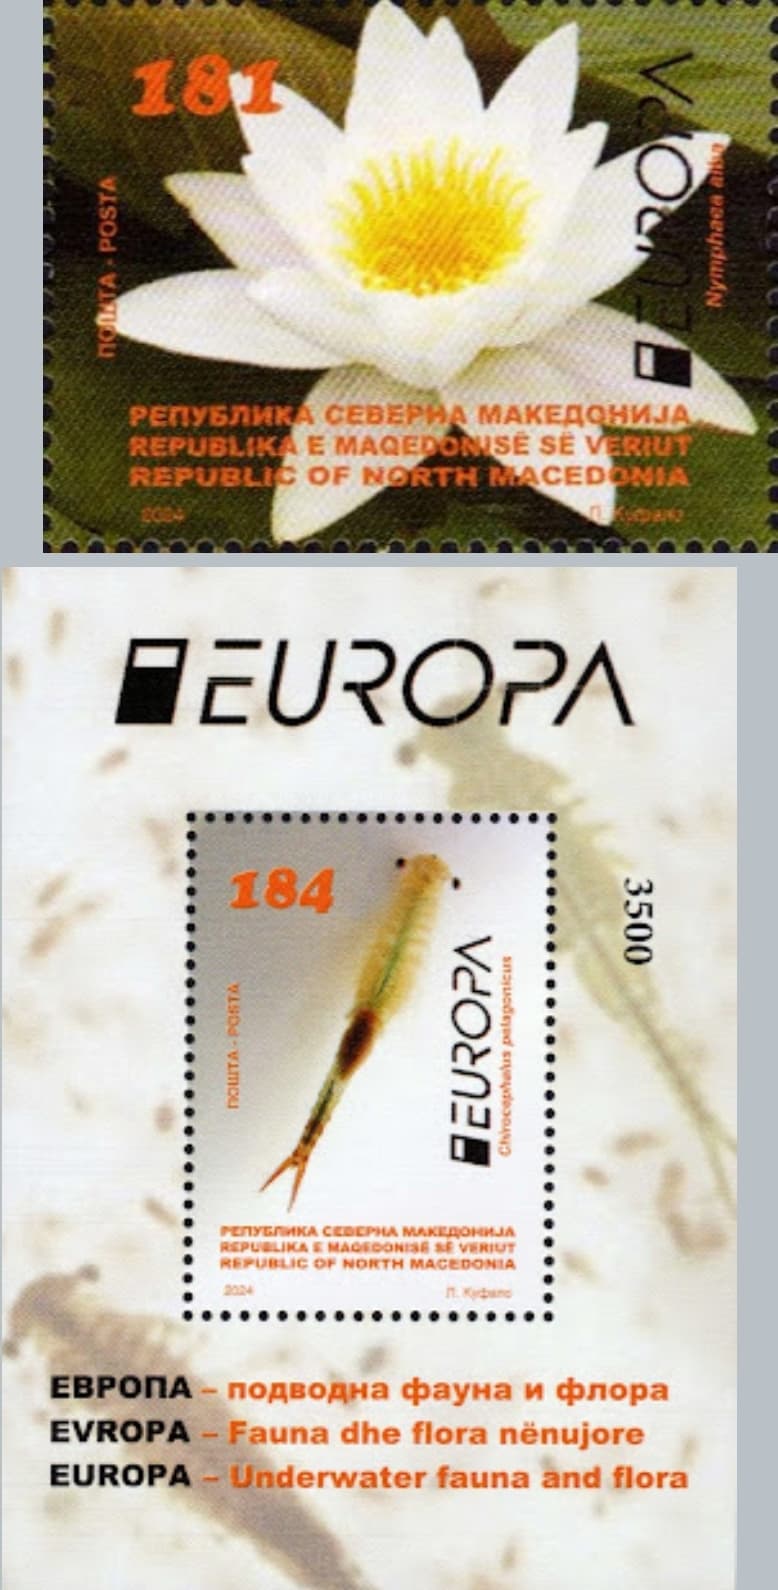 181
EUROPA
Nymphaea alba
ПОШТА - POSTA
РЕПУБЛИКА СЕВЕРНА МАКЕДОНИЈА
REPUBLIKA E MAQEDONISË SË VERIUT
REPUBLIC OF NORTH MACEDONIA
2024 Л. Куфало
EUROPA
184
3500
ПОШТА - POSTA
EUROPA
Chirocephalus pelagonicus
РЕПУБЛИКА СЕВЕРНА МАКЕДОНИЈА
REPUBLIKA E MAQEDONISË SË VERIUT
REPUBLIC OF NORTH MACEDONIA
2024 Л. Куфало
ЕВРОПА – подводна фауна и флора
EVROPA – Fauna dhe flora nënujore
EUROPA – Underwater fauna and flora